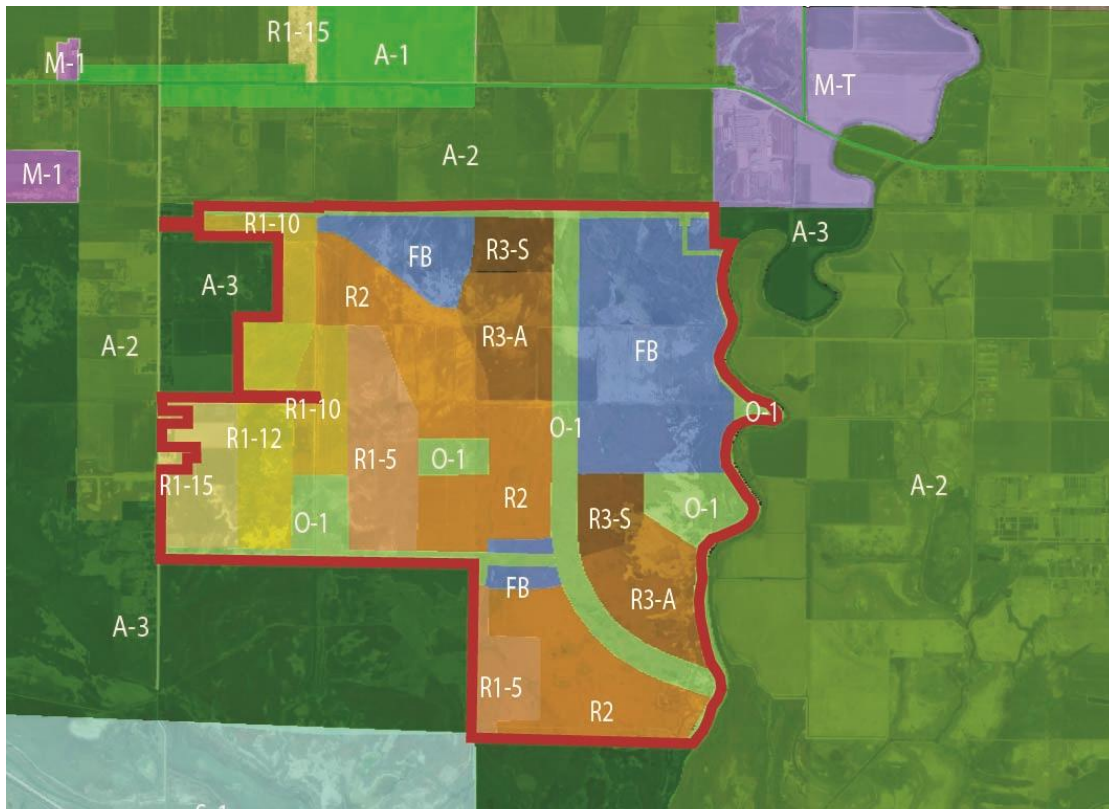 R1-15
A-1
M-1
M-T
A-2
M-1
R1-10
A-3
FB
R3-S
A-3
R2
R3-A
FB
A-2
R1-10
O-1
O-1
R1-12
R1-5
O-1
R1-15
A-2
R2
O-1
R3-S
O-1
FB
R3-A
A-3
R1-5
R2